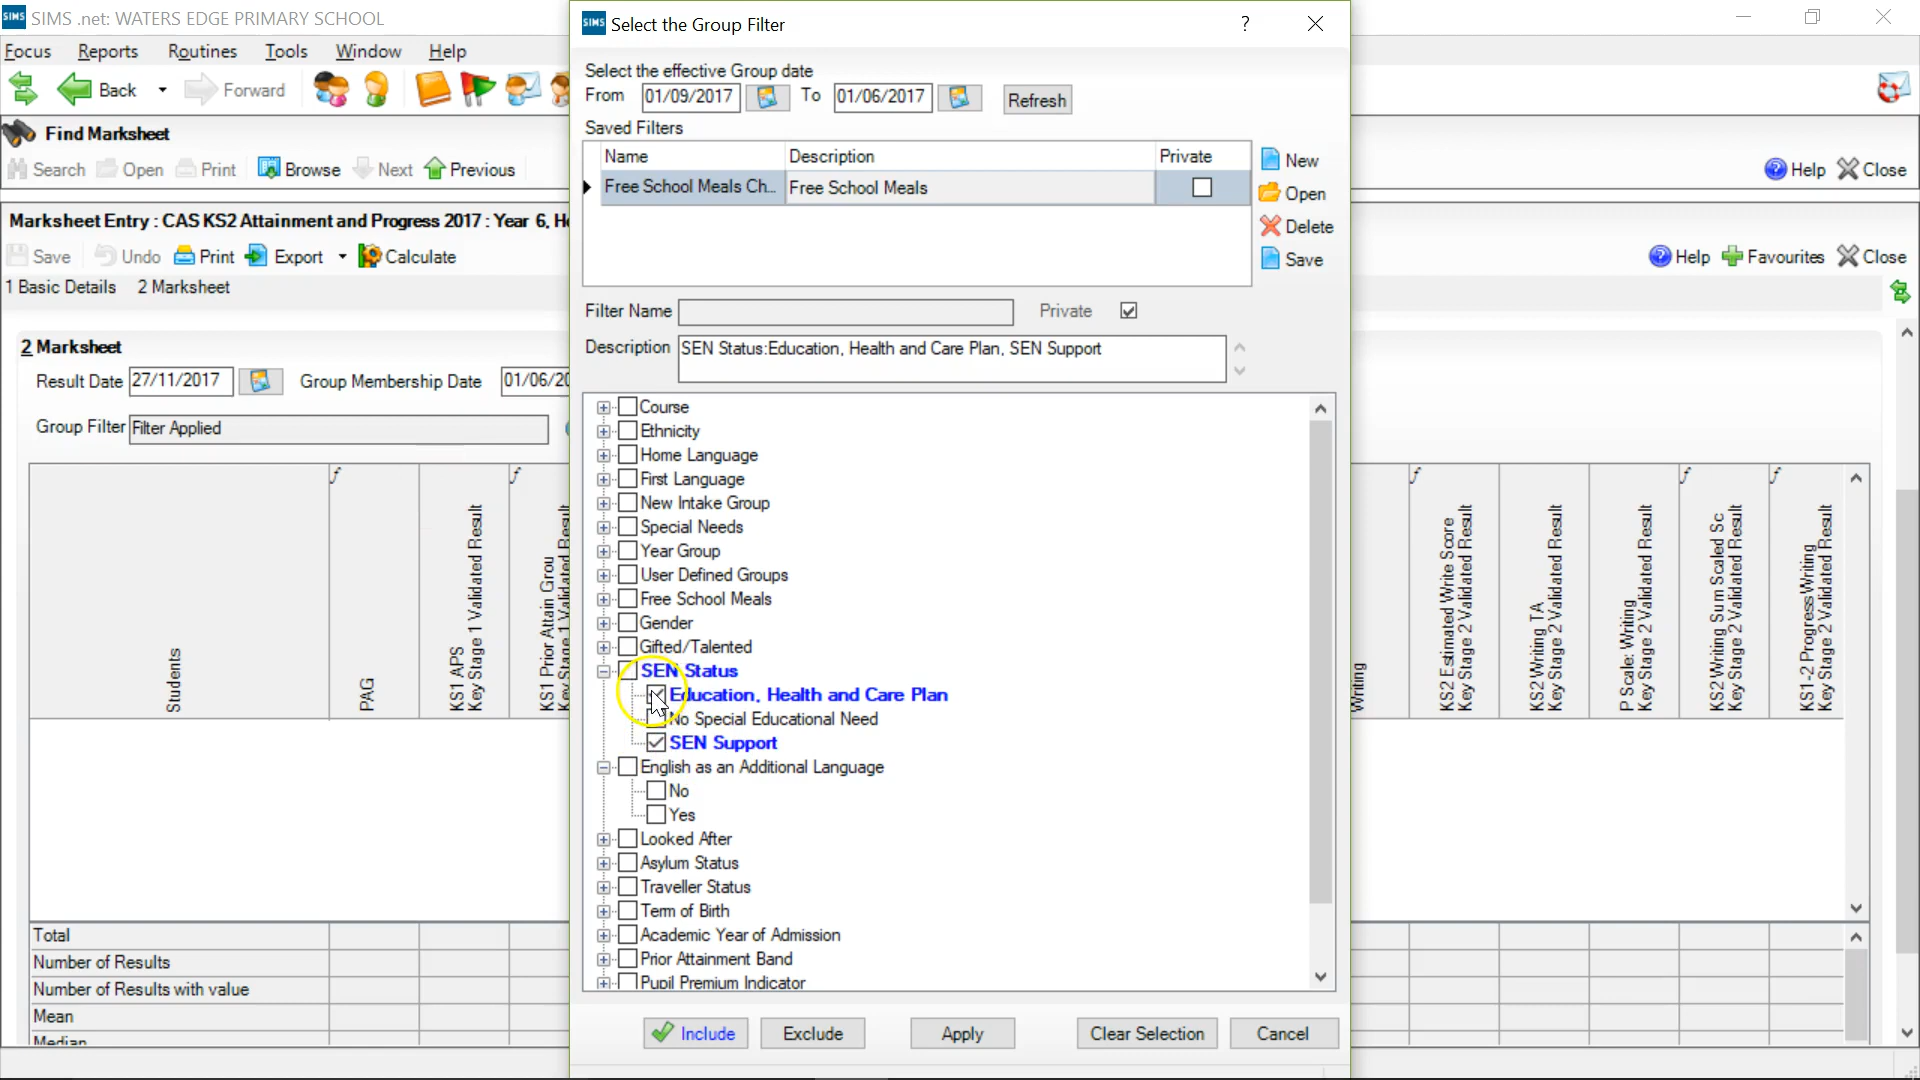 SIMS SIMS .net: WATERS EDGE PRIMARY SCHOOL
Focus Reports Routines Tools Window Help
Back Forward
Find Marksheet
Search Open Print Browse Next Previous
Help Close
Marksheet Entry : CAS KS2 Attainment and Progress 2017 : Year 6, He
Save Undo Print Export Calculate
Help Favourites Close
1 Basic Details 2 Marksheet
2 Marksheet
Result Date 27/11/2017 Group Membership Date 01/06/20
Group Filter Filter Applied
Students
f
PAG
KS1 APS
Key Stage 1 Validated Result
f
KS1 Prior Attain Grou
Key Stage 1 Validated Result
Writing
f
KS2 Estimated Write Score
Key Stage 2 Validated Result
KS2 Writing TA
Key Stage 2 Validated Result
P Scale: Writing
Key Stage 2 Validated Result
f
KS2 Writing Sum Scaled Sc
Key Stage 2 Validated Result
f
KS1-2 Progress Writing
Key Stage 2 Validated Result
Total
Number of Results
Number of Results with value
Mean
Median
SIMS Select the Group Filter ?
Select the effective Group date
From 01/09/2017 To 01/06/2017 Refresh
Saved Filters
Name Description Private
Free School Meals Ch... Free School Meals
New
Open
Delete
Save
Filter Name Private
Description SEN Status:Education, Health and Care Plan, SEN Support
Course
Ethnicity
Home Language
First Language
New Intake Group
Special Needs
Year Group
User Defined Groups
Free School Meals
Gender
Gifted/Talented
SEN Status
Education, Health and Care Plan
No Special Educational Need
SEN Support
English as an Additional Language
No
Yes
Looked After
Asylum Status
Traveller Status
Term of Birth
Academic Year of Admission
Prior Attainment Band
Pupil Premium Indicator
Include Exclude Apply Clear Selection Cancel